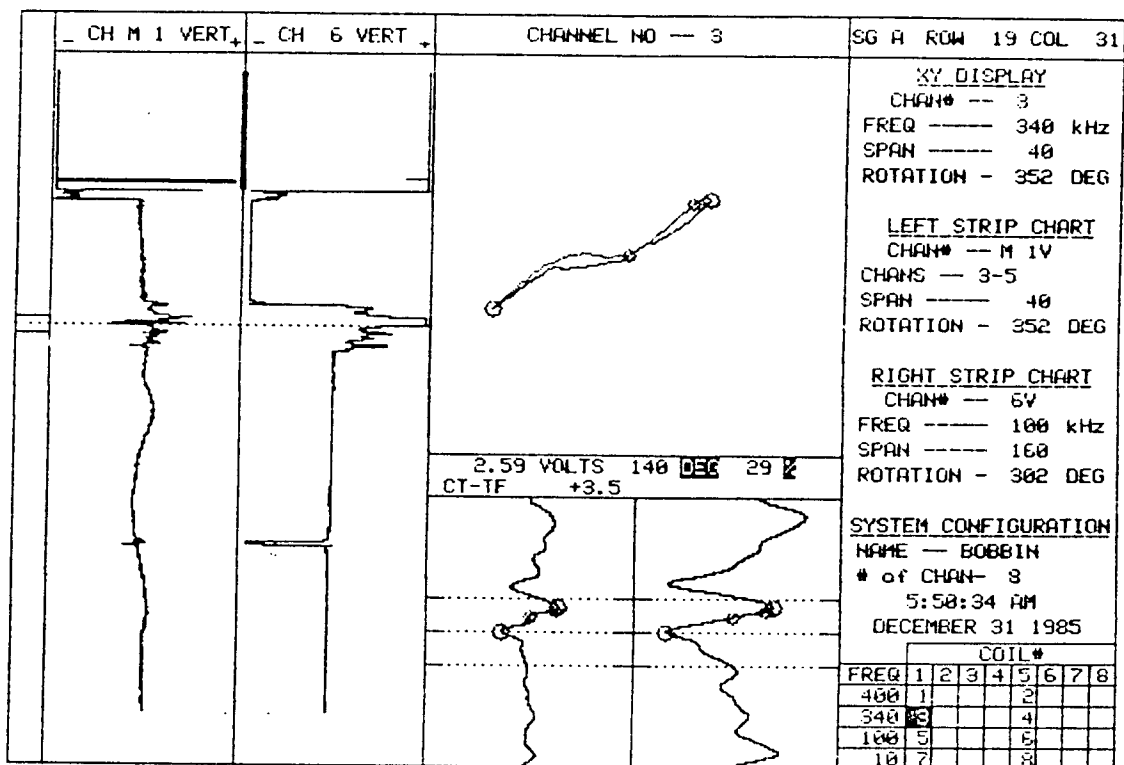 _ CH M 1 VERT +
_ CH 6 VERT +
CHANNEL NO -- 3
SG A ROW 19 COL 31
XY DISPLAY
CHAN# -- 3
FREQ ----- 340 kHz
SPAN ----- 40
ROTATION - 352 DEG
LEFT STRIP CHART
CHAN# -- M 1V
CHANS -- 3-5
SPAN ----- 40
ROTATION - 352 DEG
RIGHT STRIP CHART
CHAN# -- 6V
FREQ ----- 100 kHz
SPAN ----- 160
ROTATION - 302 DEG
2.59 VOLTS 140 DEG 29 %
CT-TF +3.5
SYSTEM CONFIGURATION
NAME -- BOBBIN
# of CHAN- 8
5:50:34 AM
DECEMBER 31 1985
COIL#
FREQ 1 2 3 4 5 6 7 8
400 1 2
340 3 4
100 5 6
10 7 8